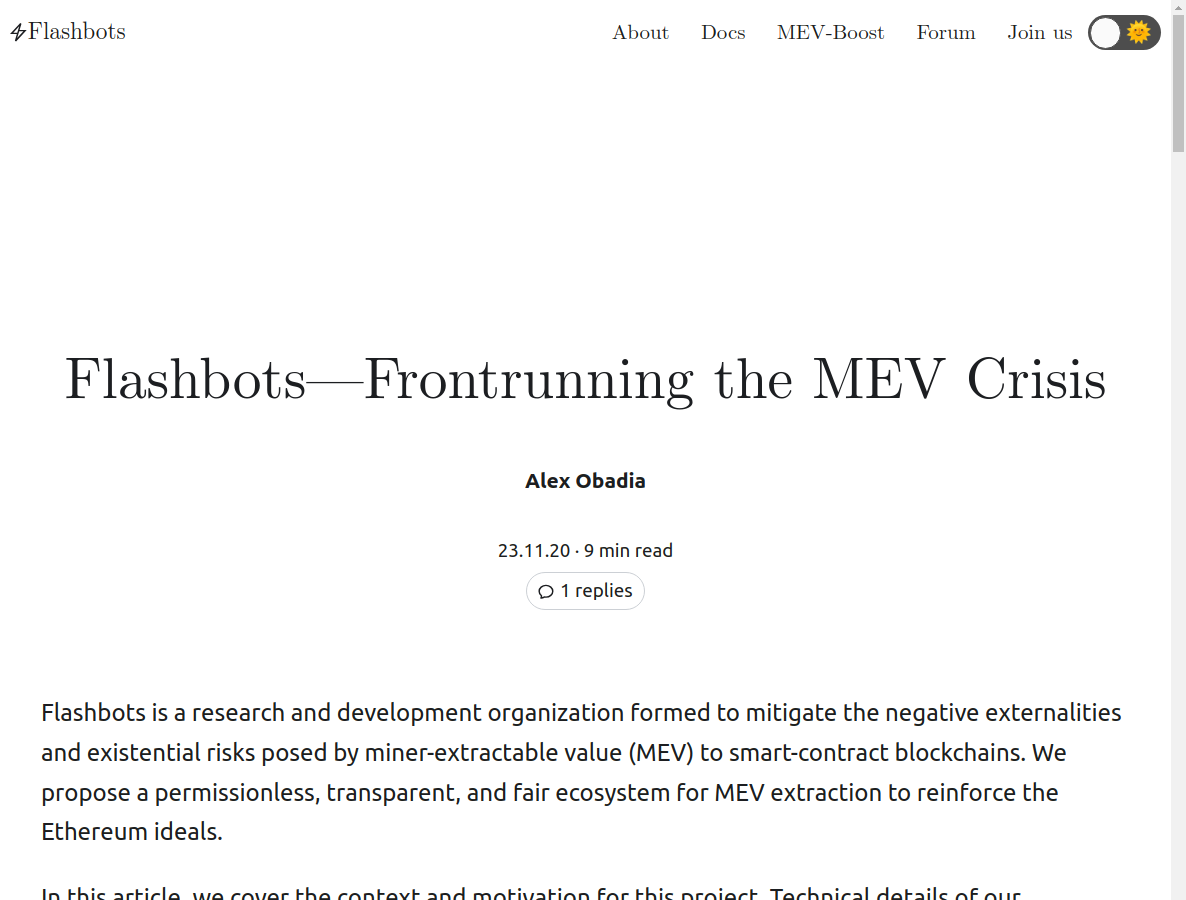 Flashbots
About Docs MEV-Boost Forum Join us
Flashbots—Frontrunning the MEV Crisis
Alex Obadia
23.11.20 · 9 min read
1 replies
Flashbots is a research and development organization formed to mitigate the negative externalities
and existential risks posed by miner-extractable value (MEV) to smart-contract blockchains. We
propose a permissionless, transparent, and fair ecosystem for MEV extraction to reinforce the
Ethereum ideals.
In this article, we cover the context and motivation for this project. Technical details of our